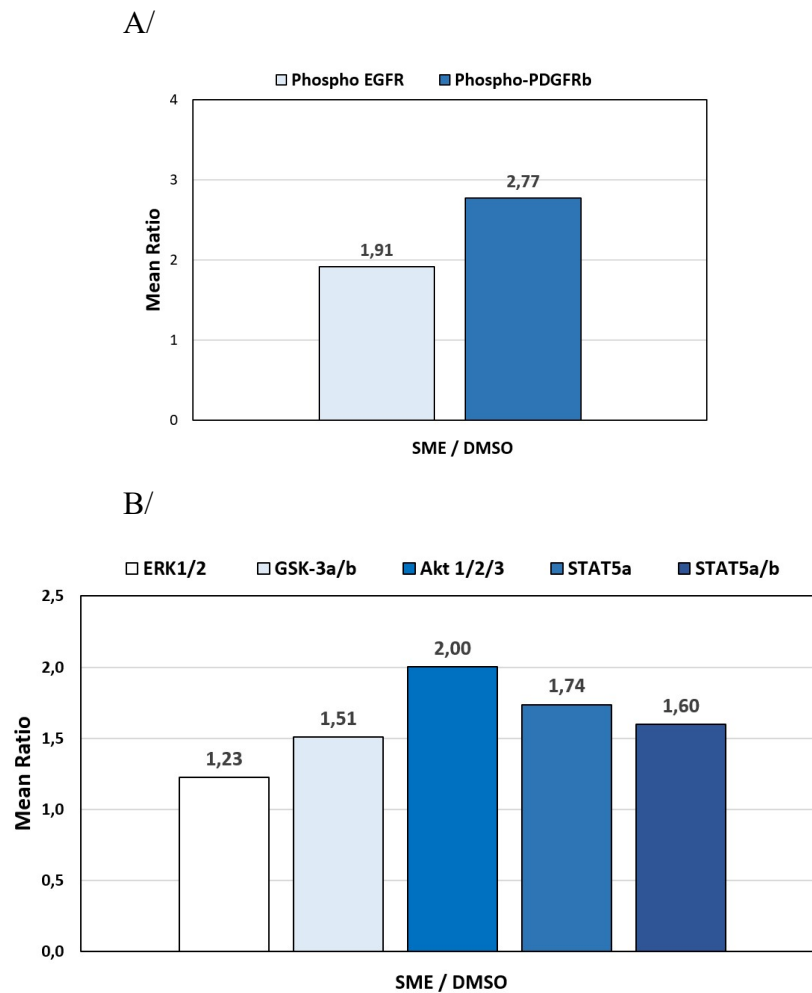 A/
Phospho EGFR Phospho-PDGFRb
4
3
2
1
0
Mean Ratio
1,91
2,77
SME / DMSO
B/
ERK1/2 GSK-3a/b Akt 1/2/3 STAT5a STAT5a/b
2,5
2,0
1,5
1,0
0,5
0,0
Mean Ratio
1,23
1,51
2,00
1,74
1,60
SME / DMSO